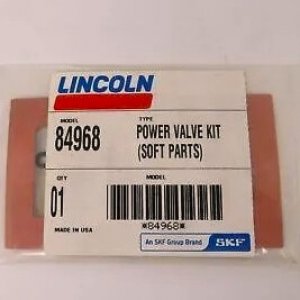 LINCOLN
MODEL
84968
TYPE
POWER VALVE KIT
(SOFT PARTS)
QTY
01
MADE IN USA
MODEL
*84968*
An SKF Group Brand
SKF